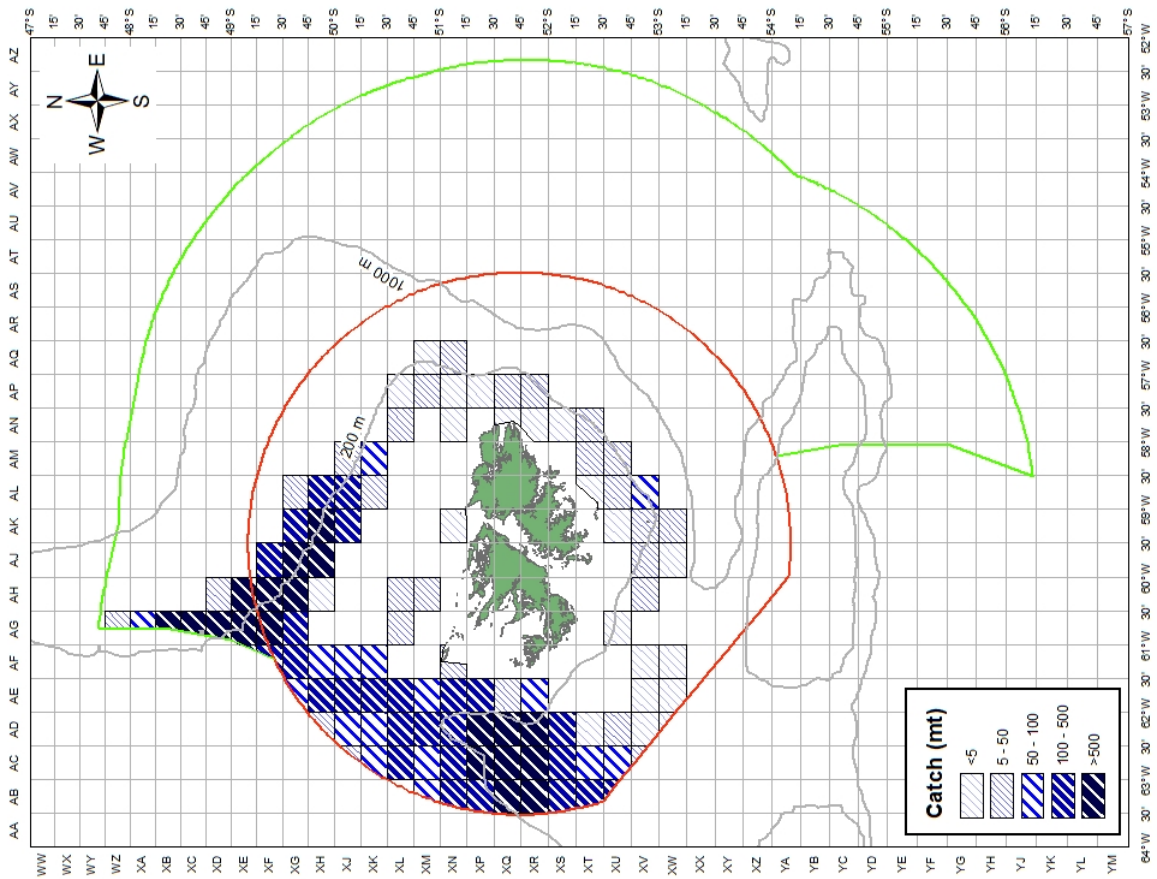 AA AB AC AD AE AF AG AH AJ AK AL AM AN AP AQ AR AS AT AU AV AW AX AY AZ
N
W E
S
WW
WX
WY
WZ
XA
XB
XC
XD
XE
XF
XG
XH
XJ
XK
XL
XM
XN
XP
XQ
XR
XS
XT
XU
XV
XW
XX
XY
XZ
YA
YB
YC
YD
YE
YF
YG
YH
YJ
YK
YL
YM
47°S
15'
30'
45'
48°S
15'
30'
45'
49°S
15'
30'
45'
50°S
15'
30'
45'
51°S
15'
30'
45'
52°S
15'
30'
45'
53°S
15'
30'
45'
54°S
15'
30'
45'
55°S
15'
30'
45'
56°S
15'
30'
45'
57°S
200 m
1000 m
Catch (mt)
<5
5 - 50
50 - 100
100 - 500
>500
64°W 30' 63°W 30' 62°W 30' 61°W 30' 60°W 30' 59°W 30' 58°W 30' 57°W 30' 56°W 30' 55°W 30' 54°W 30' 53°W 30' 52°W